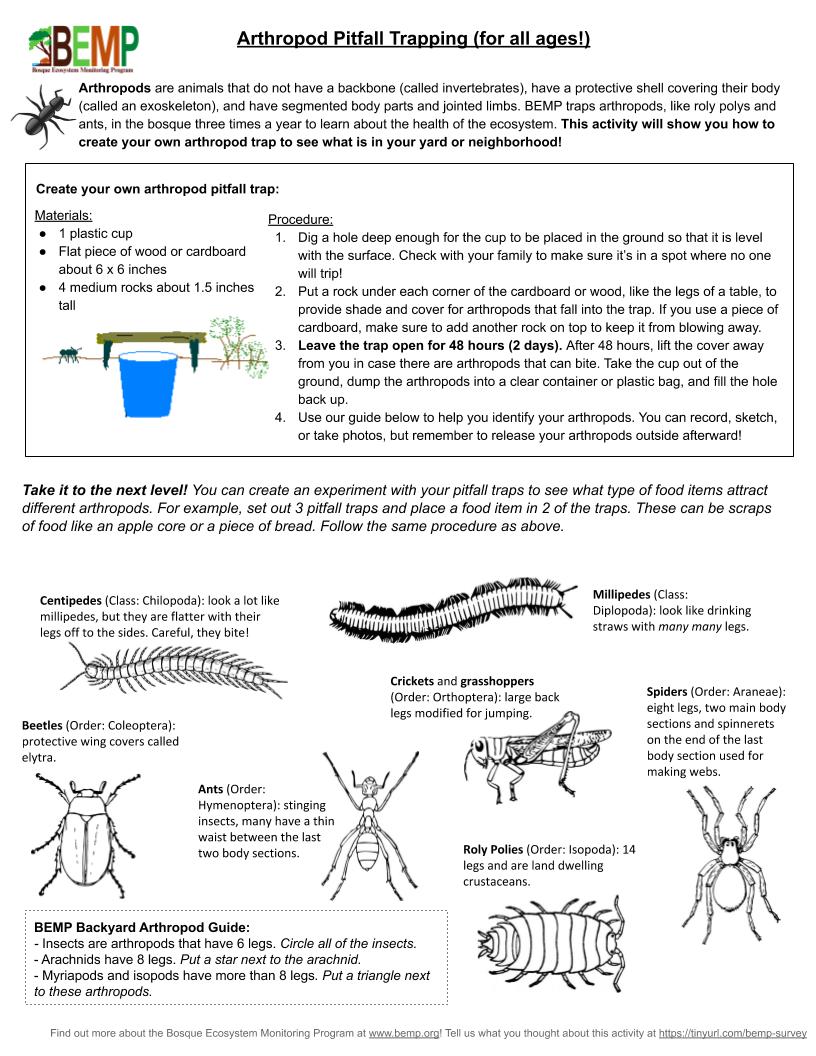 BEMP
Bosque Ecosystem Monitoring Program
Arthropod Pitfall Trapping (for all ages!)
Arthropods are animals that do not have a backbone (called invertebrates), have a protective shell covering their body
(called an exoskeleton), and have segmented body parts and jointed limbs. BEMP traps arthropods, like roly polys and
ants, in the bosque three times a year to learn about the health of the ecosystem. This activity will show you how to
create your own arthropod trap to see what is in your yard or neighborhood!
Create your own arthropod pitfall trap:
Materials:
● 1 plastic cup
● Flat piece of wood or cardboard
about 6 x 6 inches
● 4 medium rocks about 1.5 inches
tall
Procedure:
1. Dig a hole deep enough for the cup to be placed in the ground so that it is level
with the surface. Check with your family to make sure it's in a spot where no one
will trip!
2. Put a rock under each corner of the cardboard or wood, like the legs of a table, to
provide shade and cover for arthropods that fall into the trap. If you use a piece of
cardboard, make sure to add another rock on top to keep it from blowing away.
3. Leave the trap open for 48 hours (2 days). After 48 hours, lift the cover away
from you in case there are arthropods that can bite. Take the cup out of the
ground, dump the arthropods into a clear container or plastic bag, and fill the hole
back up.
4. Use our guide below to help you identify your arthropods. You can record, sketch,
or take photos, but remember to release your arthropods outside afterward!
Take it to the next level! You can create an experiment with your pitfall traps to see what type of food items attract
different arthropods. For example, set out 3 pitfall traps and place a food item in 2 of the traps. These can be scraps
of food like an apple core or a piece of bread. Follow the same procedure as above.
Centipedes (Class: Chilopoda): look a lot like
millipedes, but they are flatter with their
legs off to the sides. Careful, they bite!
Millipedes (Class:
Diplopoda): look like drinking
straws with many many legs.
Crickets and grasshoppers
(Order: Orthoptera): large back
legs modified for jumping.
Spiders (Order: Araneae):
eight legs, two main body
sections and spinnerets
on the end of the last
body section used for
making webs.
Beetles (Order: Coleoptera):
protective wing covers called
elytra.
Ants (Order:
Hymenoptera): stinging
insects, many have a thin
waist between the last
two body sections.
Roly Polies (Order: Isopoda): 14
legs and are land dwelling
crustaceans.
BEMP Backyard Arthropod Guide:
- Insects are arthropods that have 6 legs. Circle all of the insects.
- Arachnids have 8 legs. Put a star next to the arachnid.
- Myriapods and isopods have more than 8 legs. Put a triangle next
to these arthropods.
Find out more about the Bosque Ecosystem Monitoring Program at www.bemp.org! Tell us what you thought about this activity at https://tinyurl.com/bemp-survey